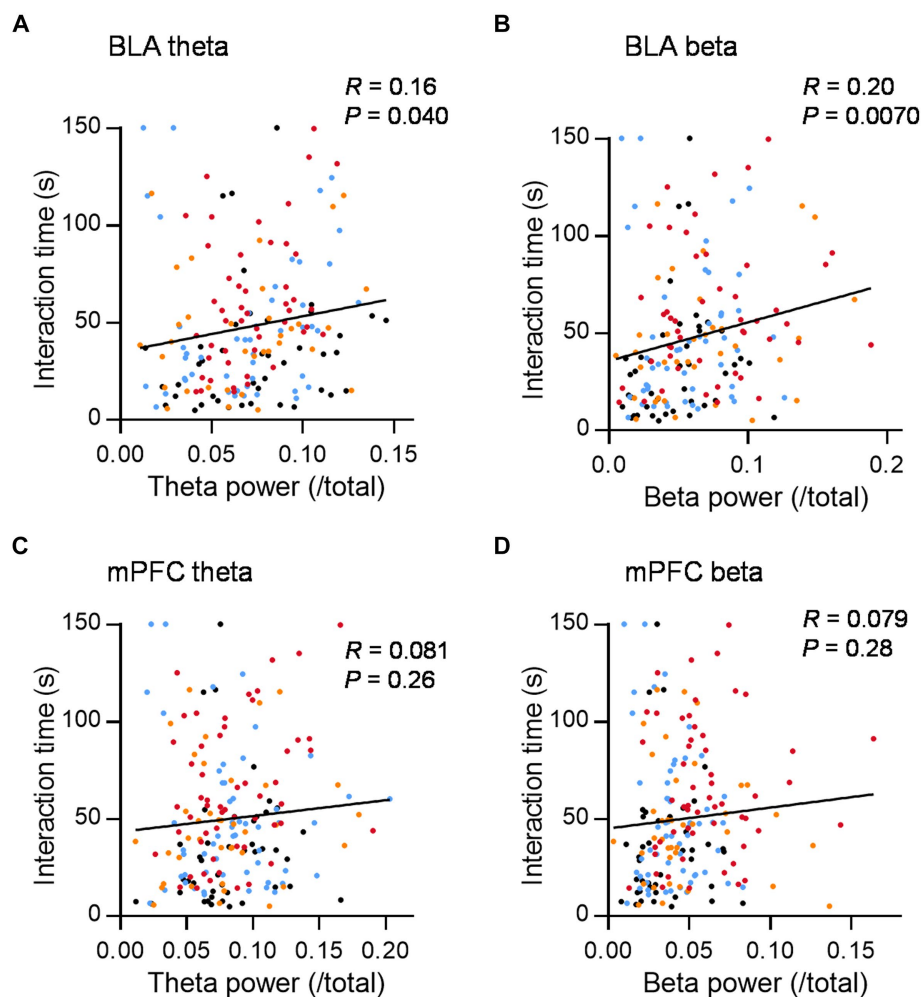 A
BLA theta
R = 0.16
P = 0.040
150
100
50
0
Interaction time (s)
0.00 0.05 0.10 0.15
Theta power (/total)
B
BLA beta
R = 0.20
P = 0.0070
150
100
50
0
Interaction time (s)
0.0 0.1 0.2
Beta power (/total)
C
mPFC theta
R = 0.081
P = 0.26
150
100
50
0
Interaction time (s)
0.00 0.05 0.10 0.15 0.20
Theta power (/total)
D
mPFC beta
R = 0.079
P = 0.28
150
100
50
0
Interaction time (s)
0.00 0.05 0.10 0.15
Beta power (/total)